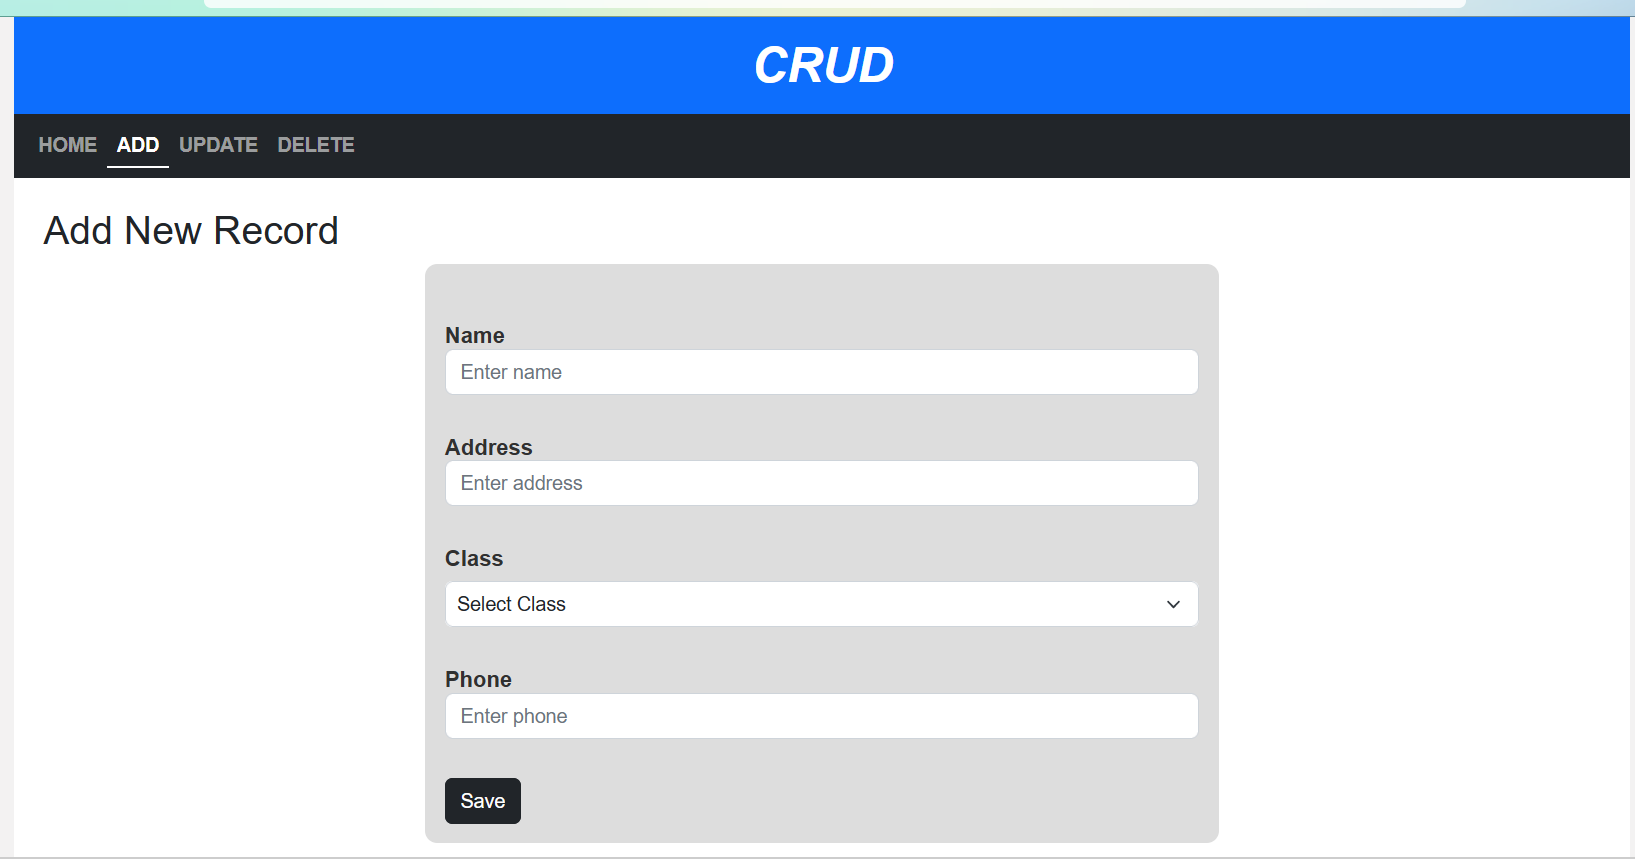 CRUD
HOME ADD UPDATE DELETE
Add New Record
Name
Enter name
Address
Enter address
Class
Select Class
Phone
Enter phone
Save